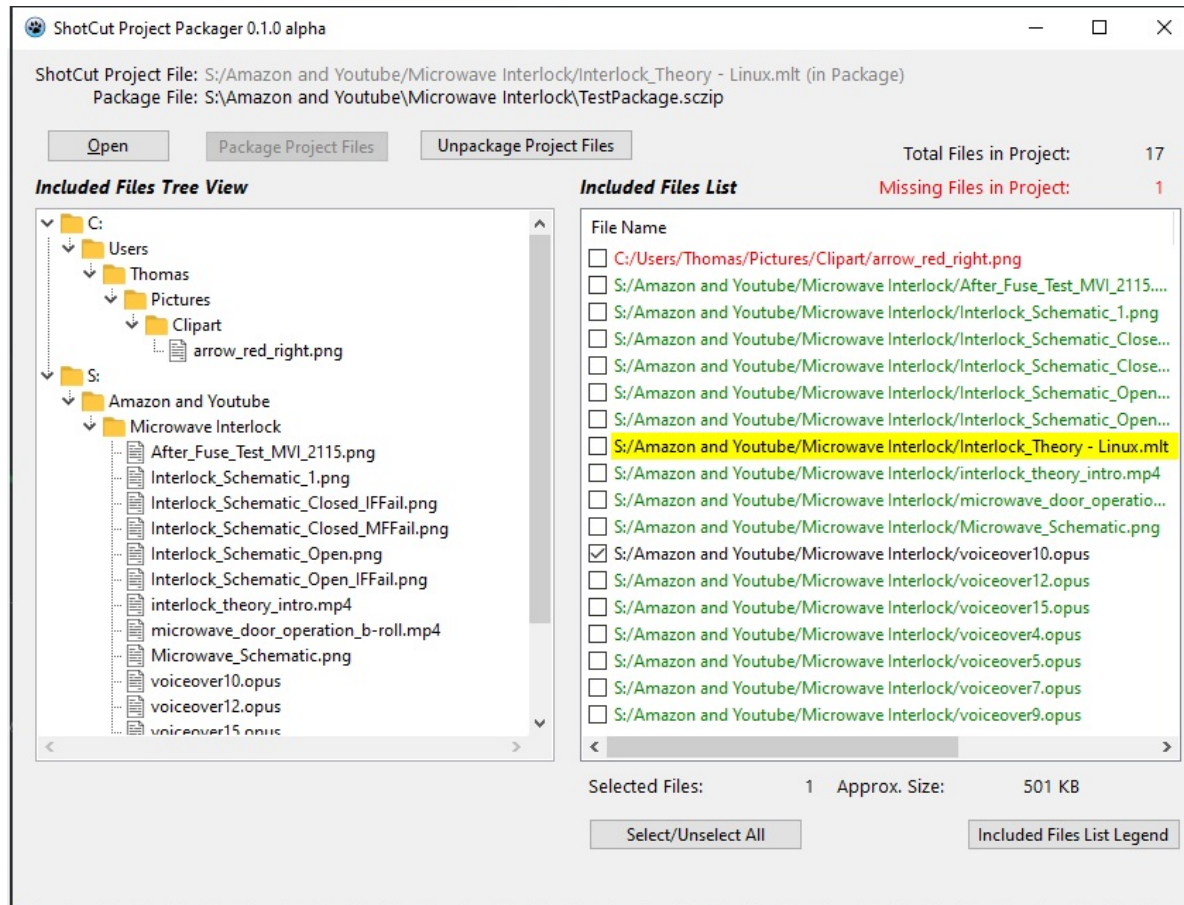 ShotCut Project Packager 0.1.0 alpha
ShotCut Project File: S:/Amazon and Youtube/Microwave Interlock/Interlock_Theory - Linux.mlt (in Package)
Package File: S:\Amazon and Youtube\Microwave Interlock\TestPackage.sczip
Open
Package Project Files
Unpackage Project Files
Total Files in Project: 17
Missing Files in Project: 1
Included Files Tree View
C:
Users
Thomas
Pictures
Clipart
arrow_red_right.png
S:
Amazon and Youtube
Microwave Interlock
After_Fuse_Test_MVI_2115.png
Interlock_Schematic_1.png
Interlock_Schematic_Closed_IFFail.png
Interlock_Schematic_Closed_MFFail.png
Interlock_Schematic_Open.png
Interlock_Schematic_Open_IFFail.png
interlock_theory_intro.mp4
microwave_door_operation_b-roll.mp4
Microwave_Schematic.png
voiceover10.opus
voiceover12.opus
voiceover15.opus
Included Files List
File Name
C:/Users/Thomas/Pictures/Clipart/arrow_red_right.png
S:/Amazon and Youtube/Microwave Interlock/After_Fuse_Test_MVI_2115....
S:/Amazon and Youtube/Microwave Interlock/Interlock_Schematic_1.png
S:/Amazon and Youtube/Microwave Interlock/Interlock_Schematic_Close...
S:/Amazon and Youtube/Microwave Interlock/Interlock_Schematic_Close...
S:/Amazon and Youtube/Microwave Interlock/Interlock_Schematic_Open...
S:/Amazon and Youtube/Microwave Interlock/Interlock_Schematic_Open...
S:/Amazon and Youtube/Microwave Interlock/Interlock_Theory - Linux.mlt
S:/Amazon and Youtube/Microwave Interlock/interlock_theory_intro.mp4
S:/Amazon and Youtube/Microwave Interlock/microwave_door_operatio...
S:/Amazon and Youtube/Microwave Interlock/Microwave_Schematic.png
S:/Amazon and Youtube/Microwave Interlock/voiceover10.opus
S:/Amazon and Youtube/Microwave Interlock/voiceover12.opus
S:/Amazon and Youtube/Microwave Interlock/voiceover15.opus
S:/Amazon and Youtube/Microwave Interlock/voiceover4.opus
S:/Amazon and Youtube/Microwave Interlock/voiceover5.opus
S:/Amazon and Youtube/Microwave Interlock/voiceover7.opus
S:/Amazon and Youtube/Microwave Interlock/voiceover9.opus
Selected Files: 1 Approx. Size: 501 KB
Select/Unselect All
Included Files List Legend